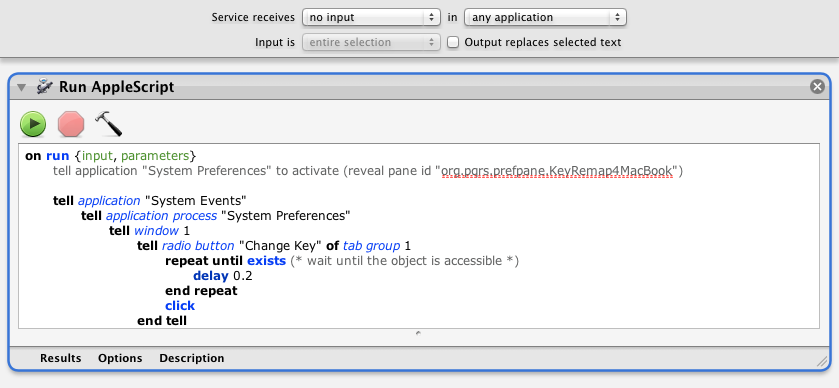 Service receives no input in any application
Input is entire selection Output replaces selected text
Run AppleScript
on run {input, parameters}
tell application "System Preferences" to activate (reveal pane id "org.pqrs.prefpane.KeyRemap4MacBook")
tell application "System Events"
tell application process "System Preferences"
tell window 1
tell radio button "Change Key" of tab group 1
repeat until exists (* wait until the object is accessible *)
delay 0.2
end repeat
click
end tell
Results Options Description